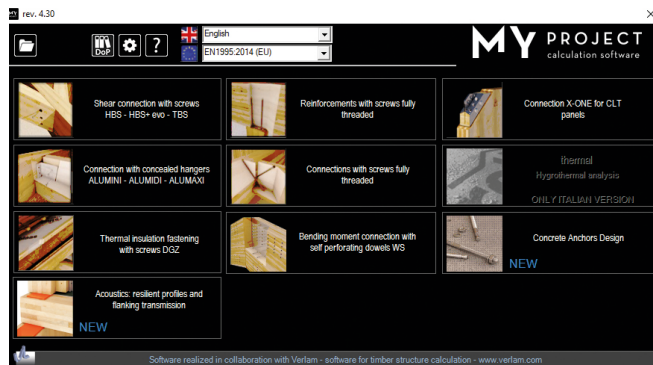 rev. 4.30
DoP
?
English
EN1995:2014 (EU)
MY PROJECT
calculation software
Shear connection with screws
HBS - HBS+ evo - TBS
Reinforcements with screws fully
threaded
Connection X-ONE for CLT
panels
Connection with concealed hangers
ALUMINI - ALUMIDI - ALUMAXI
Connections with screws fully
threaded
thermal
Hygrothermal analysis
ONLY ITALIAN VERSION
Thermal insulation fastening
with screws DGZ
Bending moment connection with
self perforating dowels WS
Concrete Anchors Design
NEW
Acoustics: resilient profiles and
flanking transmission
NEW
Software realized in collaboration with Verlam - software for timber structure calculation - www.verlam.com